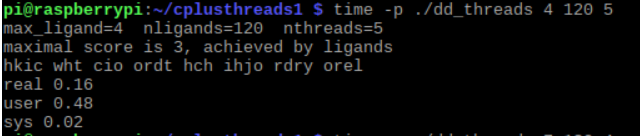 pi@raspberrypi:~/cplusthreads1 $ time -p ./dd_threads 4 120 5
max_ligand=4  nligands=120  nthreads=5
maximal score is 3, achieved by ligands
hkic wht cio ordt hch ihjo rdry orel
real 0.16
user 0.48
sys 0.02